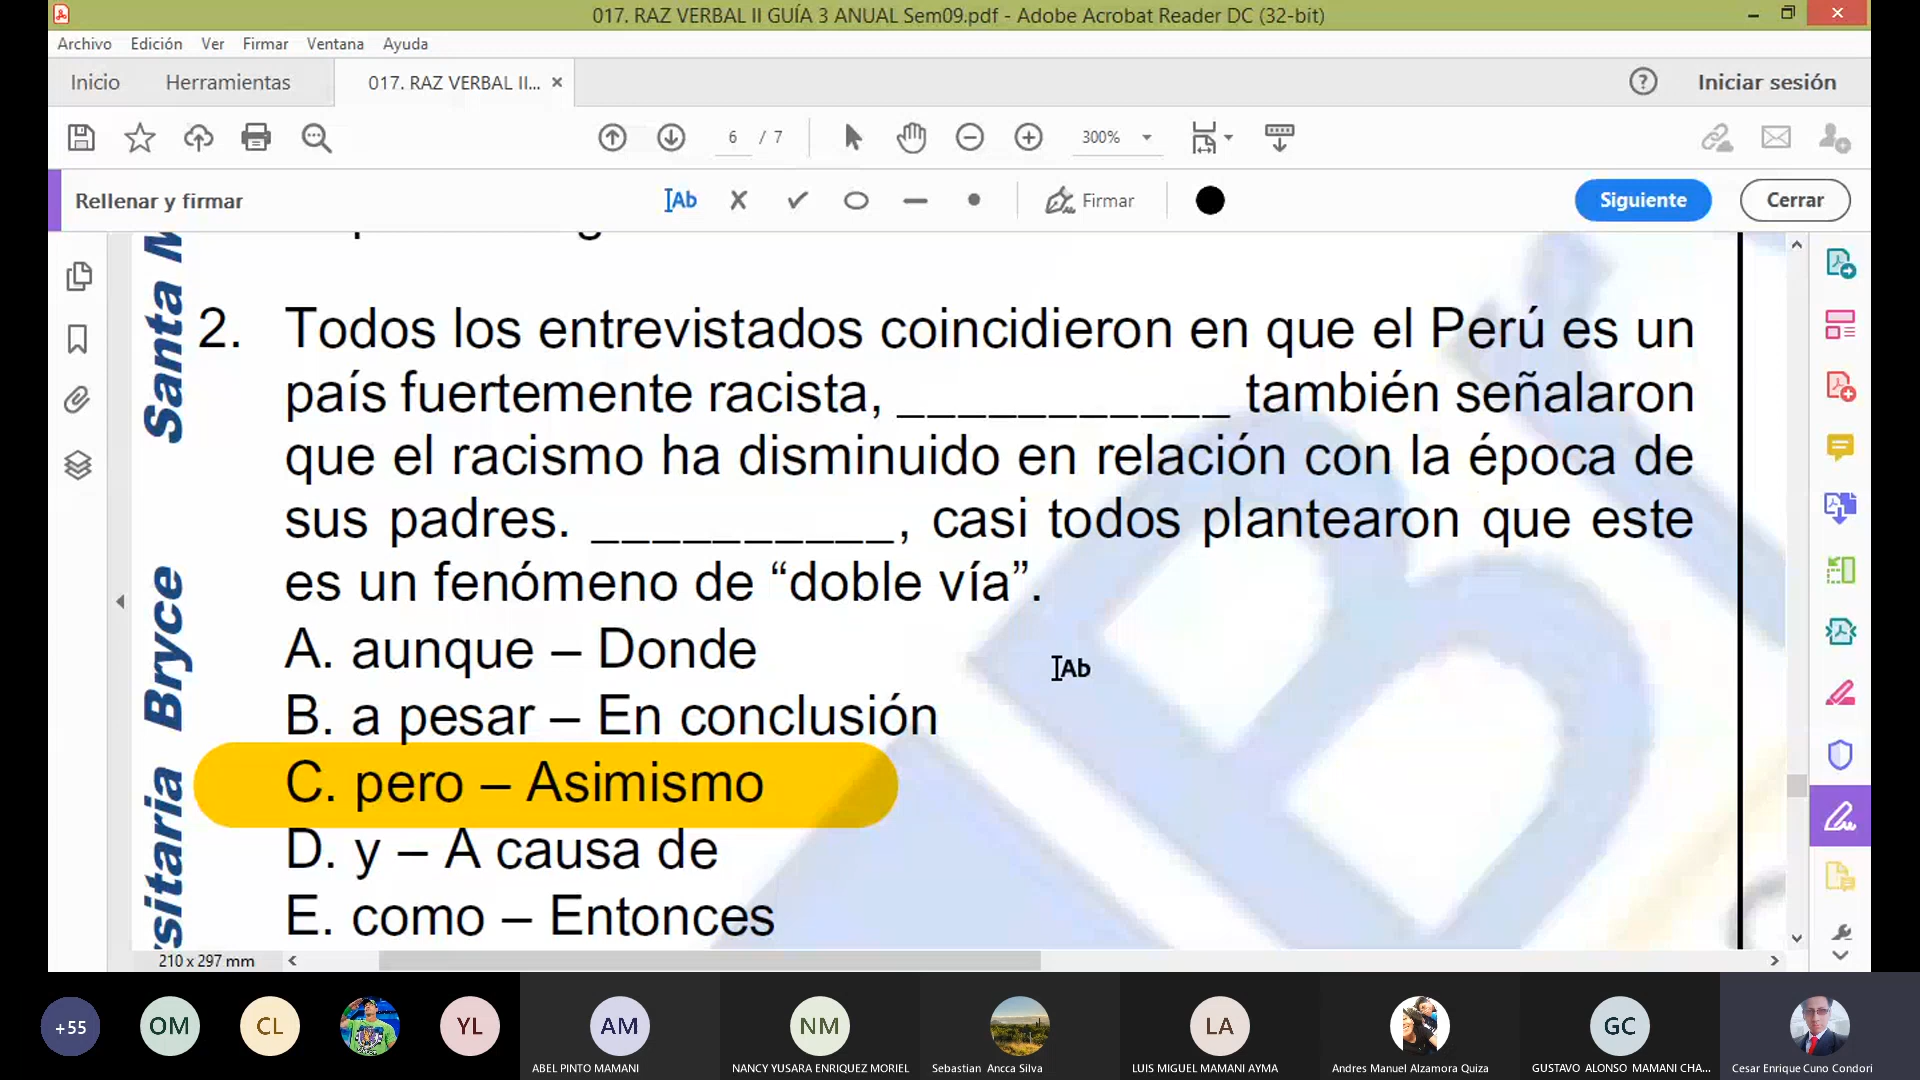 017. RAZ VERBAL II GUÍA 3 ANUAL Sem09.pdf - Adobe Acrobat Reader DC (32-bit)
Archivo Edición Ver Firmar Ventana Ayuda
Inicio Herramientas 017. RAZ VERBAL II... × ? Iniciar sesión
6 / 7 300%
Rellenar y firmar Ab Firmar Siguiente Cerrar
Santa M
Bryce
sitaria
2. Todos los entrevistados coincidieron en que el Perú es un
país fuertemente racista, ___________ también señalaron
que el racismo ha disminuido en relación con la época de
sus padres. __________, casi todos plantearon que este
es un fenómeno de “doble vía”.
A. aunque – Donde
Ab
B. a pesar – En conclusión
C. pero – Asimismo
D. y – A causa de
E. como – Entonces
210 x 297 mm
+55 OM CL YL AM NM LA GC
ABEL PINTO MAMANI NANCY YUSARA ENRIQUEZ MORIEL Sebastian Ancca Silva LUIS MIGUEL MAMANI AYMA Andres Manuel Alzamora Quiza GUSTAVO ALONSO MAMANI CHA... Cesar Enrique Cuno Condori